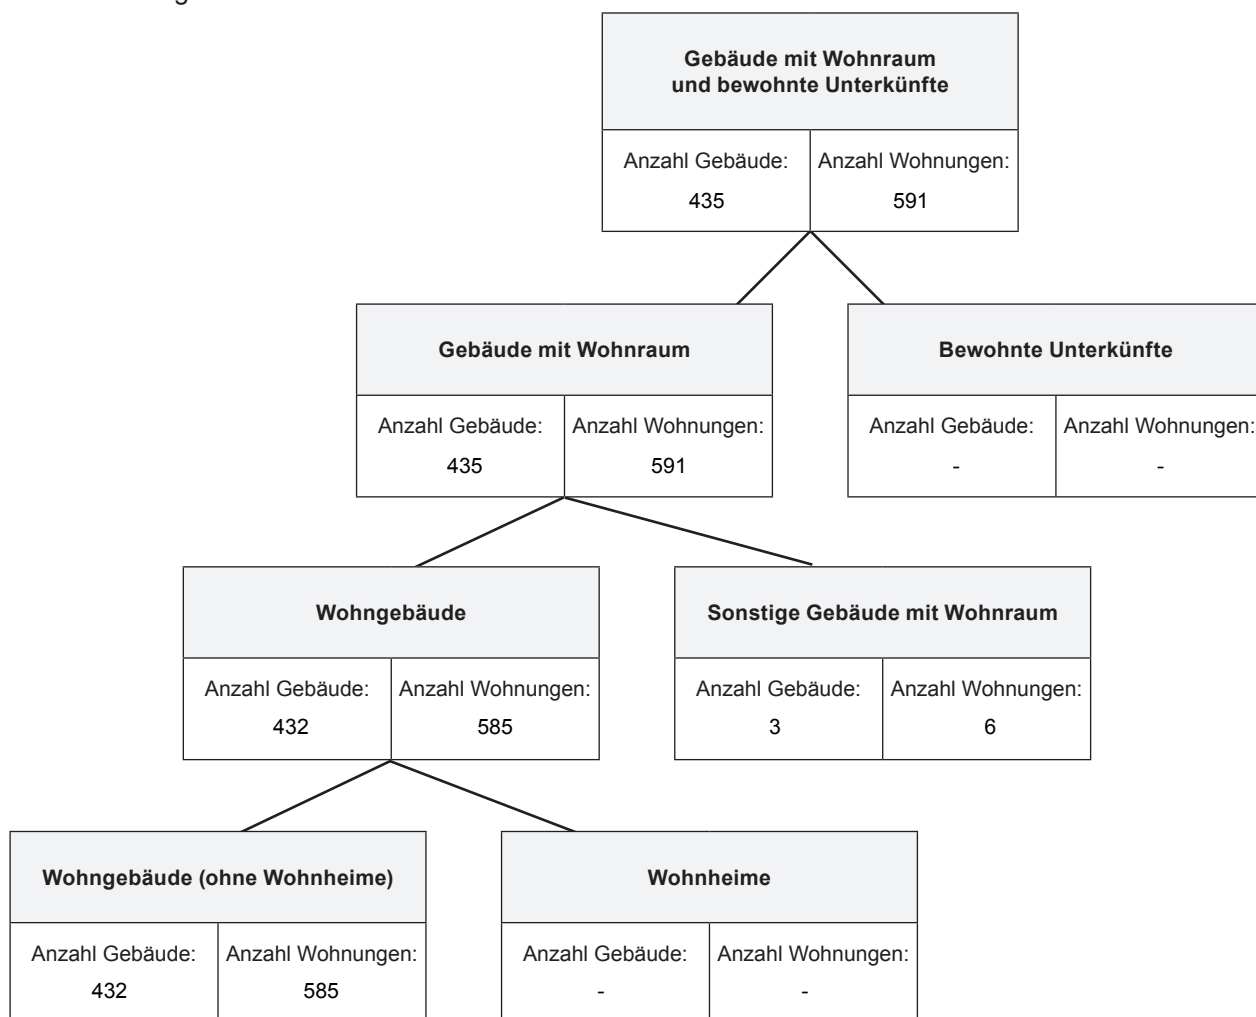 Gebäude mit Wohnraum
und bewohnte Unterkünfte
Anzahl Gebäude: Anzahl Wohnungen:
435 591
Gebäude mit Wohnraum
Bewohnte Unterkünfte
Anzahl Gebäude: Anzahl Wohnungen:
435 591
Anzahl Gebäude: Anzahl Wohnungen:
- -
Wohngebäude
Sonstige Gebäude mit Wohnraum
Anzahl Gebäude: Anzahl Wohnungen:
432 585
Anzahl Gebäude: Anzahl Wohnungen:
3 6
Wohngebäude (ohne Wohnheime)
Wohnheime
Anzahl Gebäude: Anzahl Wohnungen:
432 585
Anzahl Gebäude: Anzahl Wohnungen:
- -